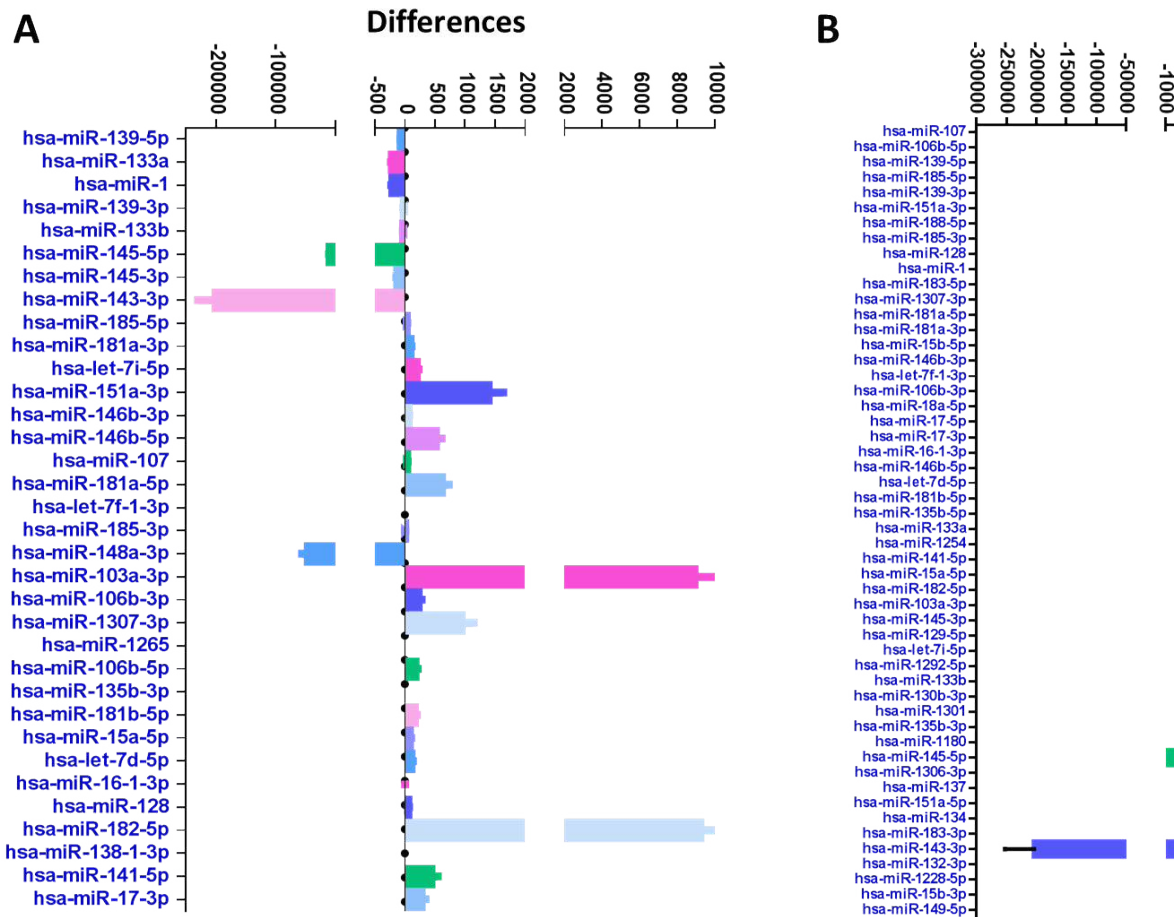 A
Differences
-200000
-100000
-500
0
500
1000
1500
2000
2000
4000
6000
8000
10000
hsa-miR-139-5p
hsa-miR-133a
hsa-miR-1
hsa-miR-139-3p
hsa-miR-133b
hsa-miR-145-5p
hsa-miR-145-3p
hsa-miR-143-3p
hsa-miR-185-5p
hsa-miR-181a-3p
hsa-let-7i-5p
hsa-miR-151a-3p
hsa-miR-146b-3p
hsa-miR-146b-5p
hsa-miR-107
hsa-miR-181a-5p
hsa-let-7f-1-3p
hsa-miR-185-3p
hsa-miR-148a-3p
hsa-miR-103a-3p
hsa-miR-106b-3p
hsa-miR-1307-3p
hsa-miR-1265
hsa-miR-106b-5p
hsa-miR-135b-3p
hsa-miR-181b-5p
hsa-miR-15a-5p
hsa-let-7d-5p
hsa-miR-16-1-3p
hsa-miR-128
hsa-miR-182-5p
hsa-miR-138-1-3p
hsa-miR-141-5p
hsa-miR-17-3p
B
-300000
-250000
-200000
-150000
-100000
-50000
hsa-miR-107
hsa-miR-106b-5p
hsa-miR-139-5p
hsa-miR-185-5p
hsa-miR-139-3p
hsa-miR-151a-3p
hsa-miR-188-5p
hsa-miR-185-3p
hsa-miR-128
hsa-miR-1
hsa-miR-183-5p
hsa-miR-1307-3p
hsa-miR-181a-5p
hsa-miR-181a-3p
hsa-miR-15b-5p
hsa-miR-146b-3p
hsa-let-7f-1-3p
hsa-miR-106b-3p
hsa-miR-18a-5p
hsa-miR-17-5p
hsa-miR-17-3p
hsa-miR-16-1-3p
hsa-miR-146b-5p
hsa-let-7d-5p
hsa-miR-181b-5p
hsa-miR-135b-5p
hsa-miR-133a
hsa-miR-1254
hsa-miR-141-5p
hsa-miR-15a-5p
hsa-miR-182-5p
hsa-miR-103a-3p
hsa-miR-145-3p
hsa-miR-129-5p
hsa-let-7i-5p
hsa-miR-1292-5p
hsa-miR-133b
hsa-miR-130b-3p
hsa-miR-1301
hsa-miR-135b-3p
hsa-miR-1180
hsa-miR-145-5p
hsa-miR-1306-3p
hsa-miR-137
hsa-miR-151a-5p
hsa-miR-134
hsa-miR-183-3p
hsa-miR-143-3p
hsa-miR-132-3p
hsa-miR-1228-5p
hsa-miR-15b-3p
hsa-miR-149-5p